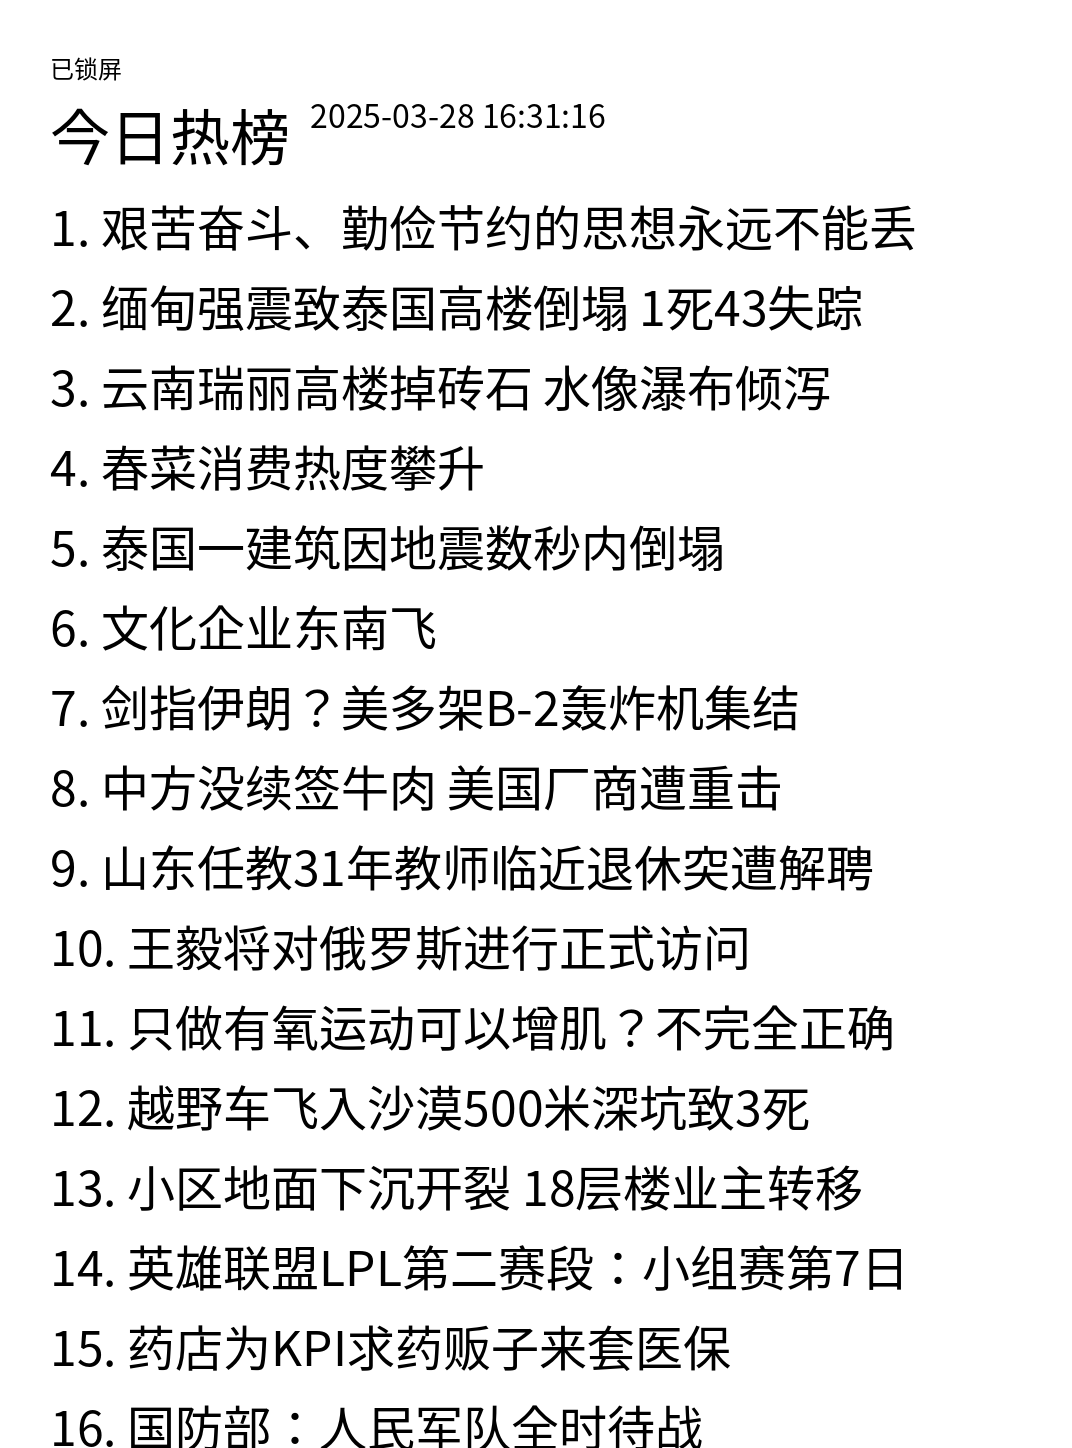 已锁屏
今日热榜 2025-03-28 16:31:16
1. 艰苦奋斗、勤俭节约的思想永远不能丢
2. 缅甸强震致泰国高楼倒塌 1死43失踪
3. 云南瑞丽高楼掉砖石 水像瀑布倾泻
4. 春菜消费热度攀升
5. 泰国一建筑因地震数秒内倒塌
6. 文化企业东南飞
7. 剑指伊朗？美多架B-2轰炸机集结
8. 中方没续签牛肉 美国厂商遭重击
9. 山东任教31年教师临近退休突遭解聘
10. 王毅将对俄罗斯进行正式访问
11. 只做有氧运动可以增肌？不完全正确
12. 越野车飞入沙漠500米深坑致3死
13. 小区地面下沉开裂 18层楼业主转移
14. 英雄联盟LPL第二赛段：小组赛第7日
15. 药店为KPI求药贩子来套医保
16. 国防部：人民军队全时待战